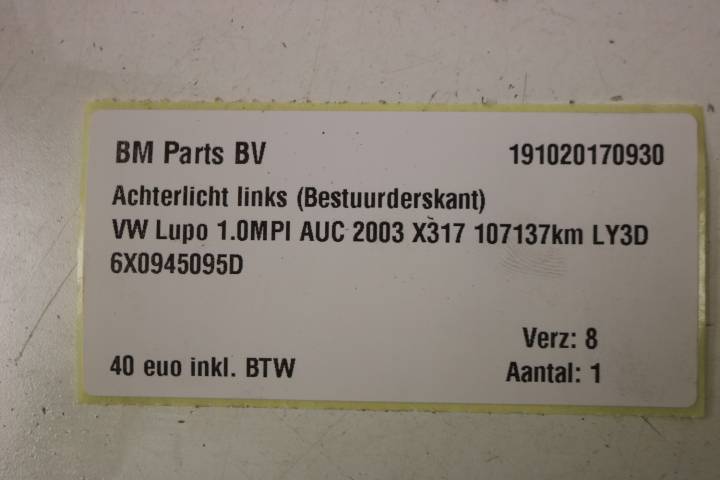 BM Parts BV 191020170930
Achterlicht links (Bestuurderskant)
VW Lupo 1.0MPI AUC 2003 X317 107137km LY3D
6X0945095D
Verz: 8
40 euo inkl. BTW Aantal: 1